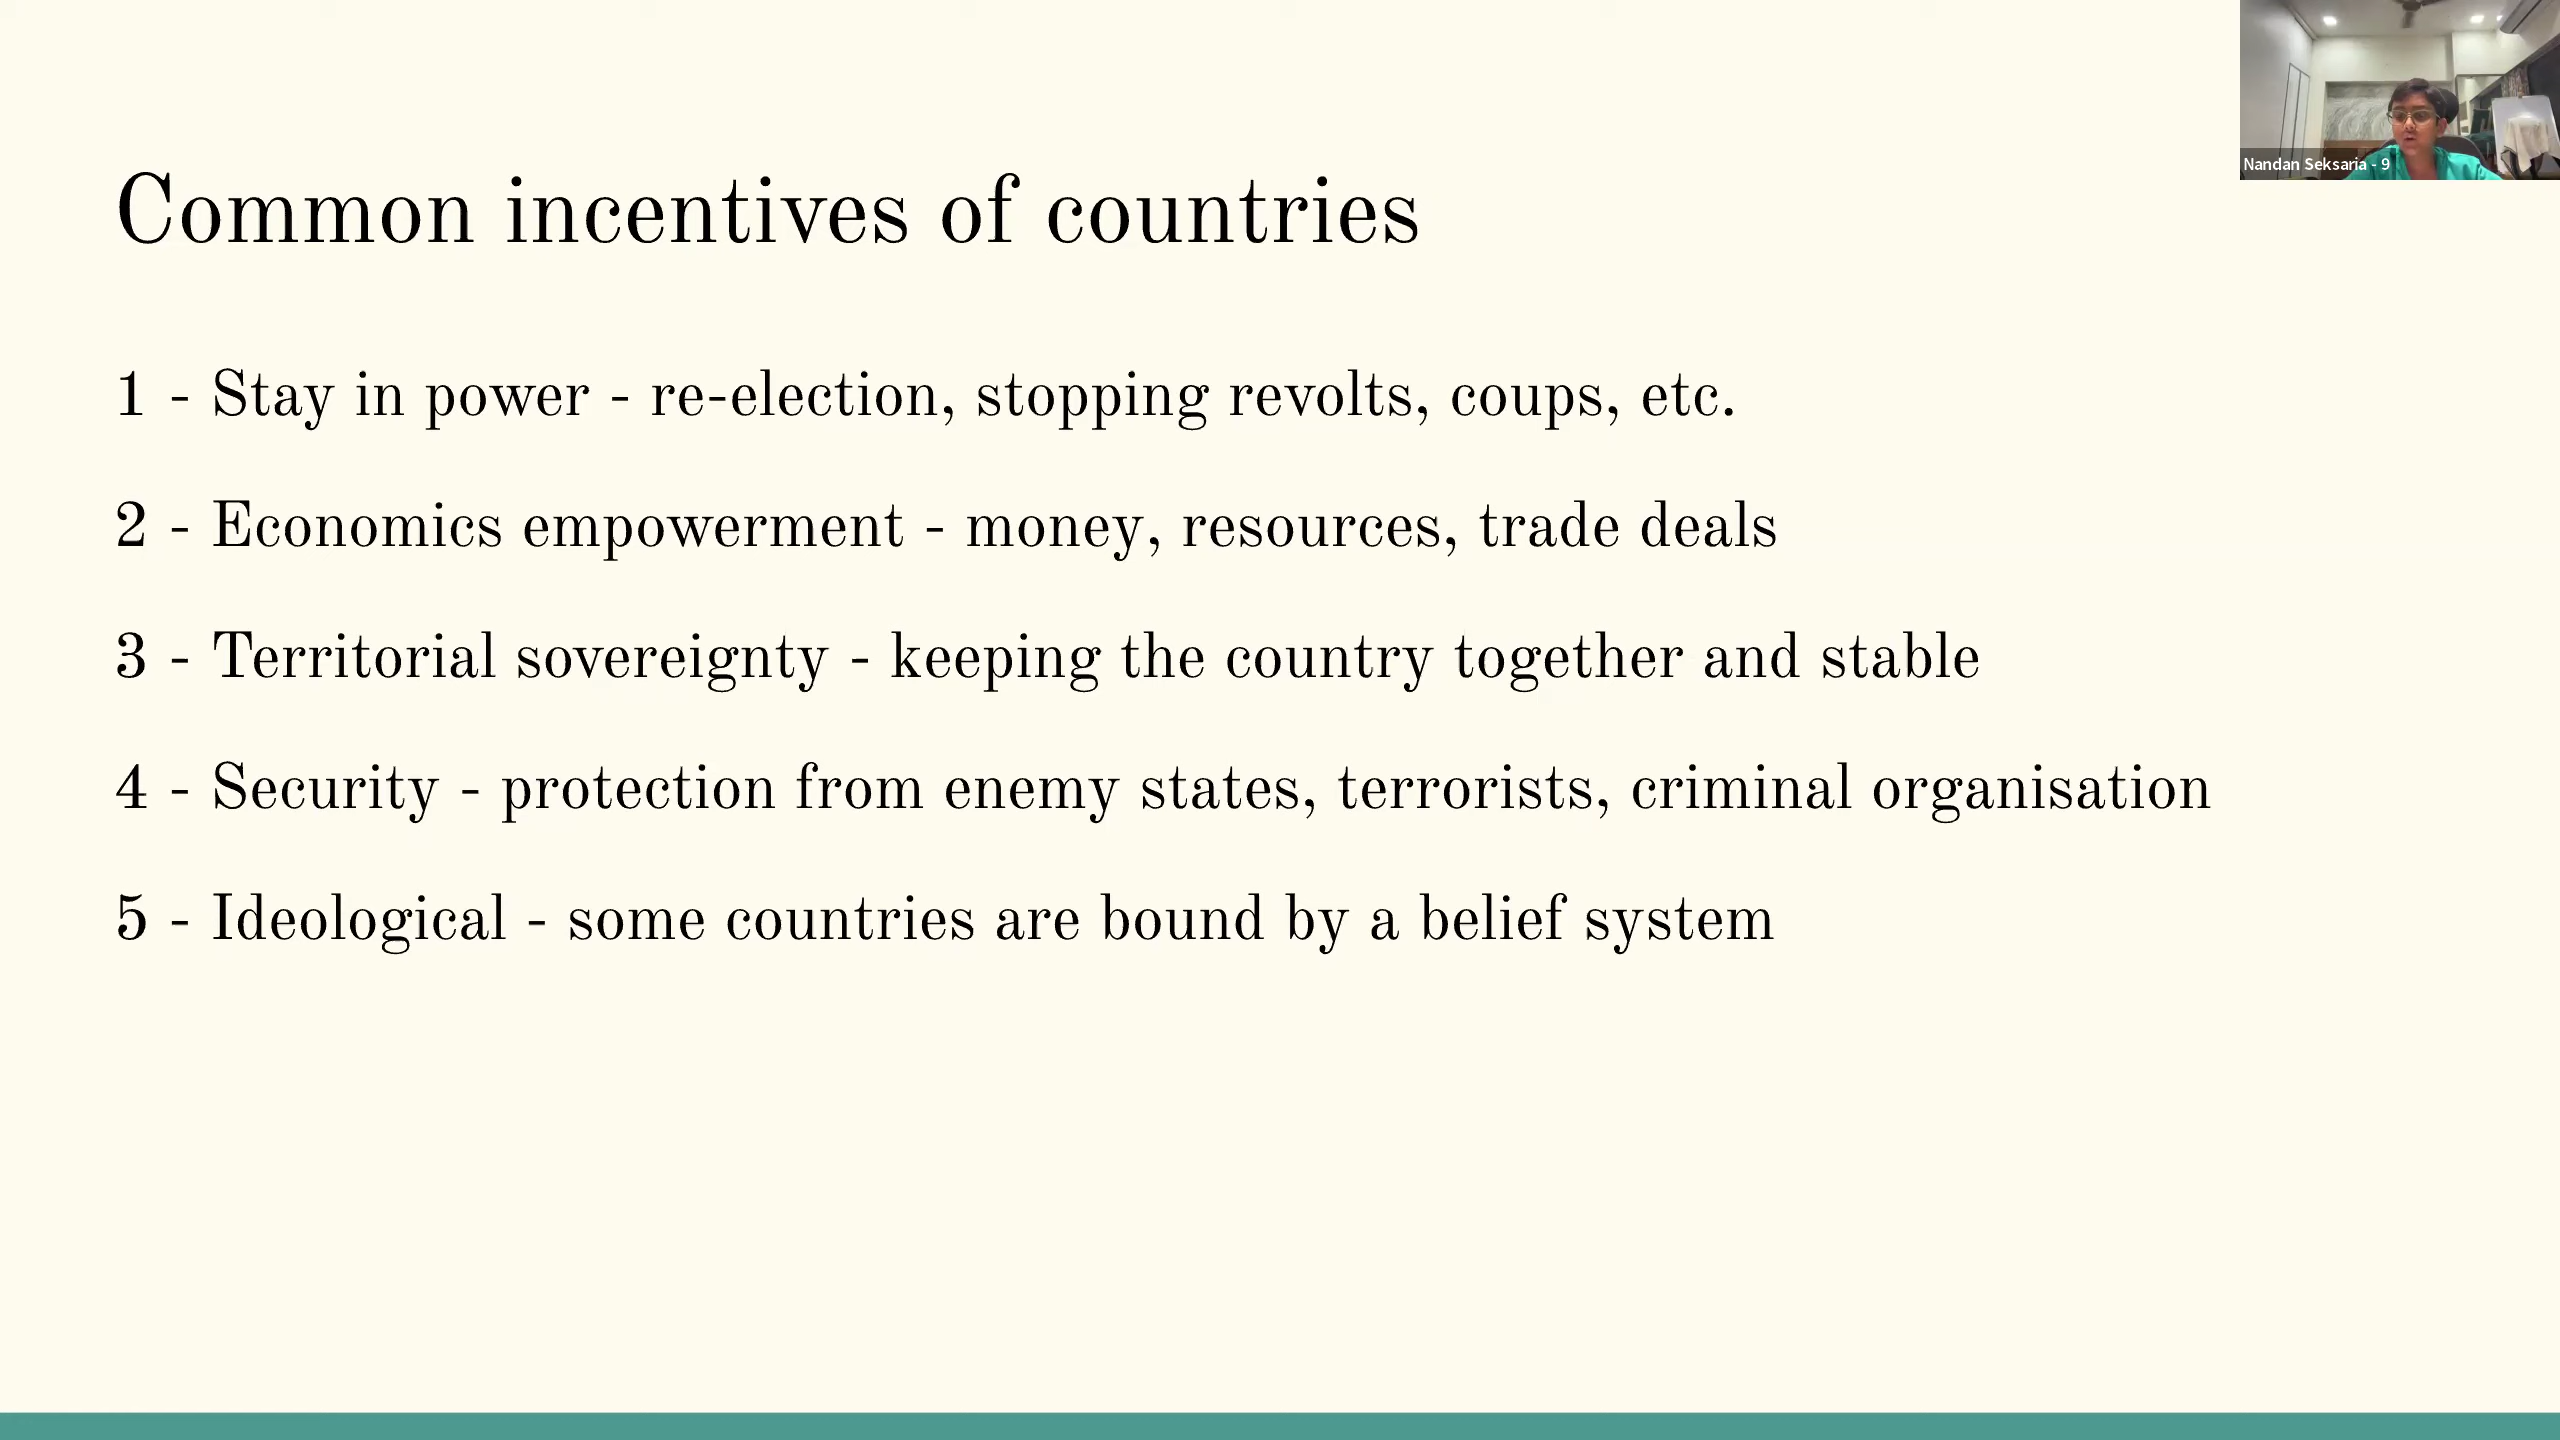 Nandan Seksaria - 9
Common incentives of countries
1 - Stay in power - re-election, stopping revolts, coups, etc.
2 - Economics empowerment - money, resources, trade deals
3 - Territorial sovereignty - keeping the country together and stable
4 - Security - protection from enemy states, terrorists, criminal organisation
5 - Ideological - some countries are bound by a belief system